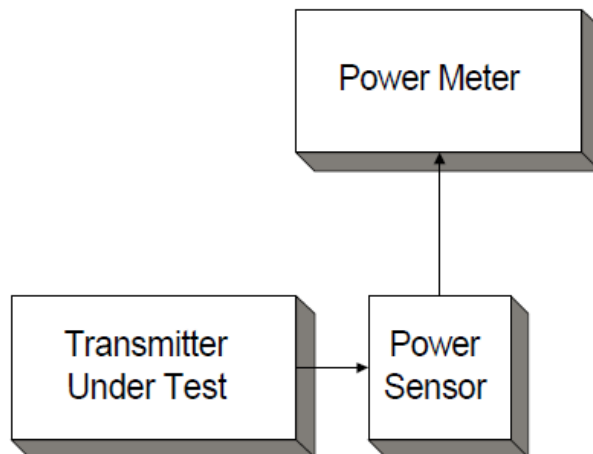 Power Meter
Transmitter
Under Test
Power
Sensor